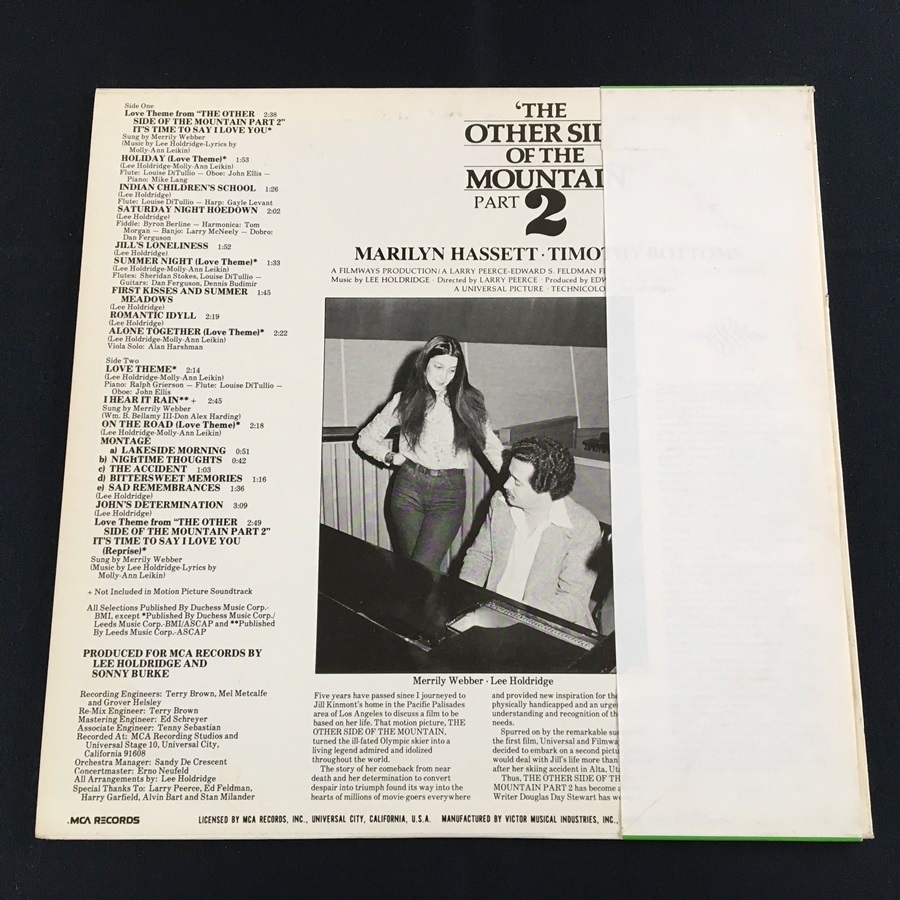 Side One
Love Theme from "THE OTHER 2:38
SIDE OF THE MOUNTAIN PART 2"
IT'S TIME TO SAY I LOVE YOU*
Sung by Merrily Webber
(Music by Lee Holdridge-Lyrics by
Molly-Ann Leikin)
HOLIDAY (Love Theme)* 1:53
(Lee Holdridge-Molly-Ann Leikin)
Flute: Louise DiTullio — Oboe: John Ellis —
Piano: Mike Lang
INDIAN CHILDREN'S SCHOOL 1:26
(Lee Holdridge)
Flute: Louise DiTullio — Harp: Gayle Levant
SATURDAY NIGHT HOEDOWN 2:02
(Lee Holdridge)
Fiddle: Byron Berline — Harmonica: Tom
Morgan — Banjo: Larry McNeely — Dobro:
Dan Ferguson
JILL'S LONELINESS 1:52
(Lee Holdridge)
SUMMER NIGHT (Love Theme)* 1:33
(Lee Holdridge-Molly-Ann Leikin)
Flutes: Sheridan Stokes, Louise DiTullio —
Guitars: Dan Ferguson, Dennis Budimir
FIRST KISSES AND SUMMER 1:45
MEADOWS
(Lee Holdridge)
ROMANTIC IDYLL 2:19
(Lee Holdridge)
ALONE TOGETHER (Love Theme)* 2:22
(Lee Holdridge-Molly-Ann Leikin)
Viola Solo: Alan Harshman
Side Two
LOVE THEME* 2:14
(Lee Holdridge-Molly-Ann Leikin)
Piano: Ralph Grierson — Flute: Louise DiTullio —
Oboe: John Ellis
I HEAR IT RAIN** + 2:45
Sung by Merrily Webber
(Wm. B. Bellamy III-Don Alex Harding)
ON THE ROAD (Love Theme)* 2:18
(Lee Holdridge-Molly-Ann Leikin)
MONTAGE
a) LAKESIDE MORNING 0:51
b) NIGHTIME THOUGHTS 0:42
c) THE ACCIDENT 1:03
d) BITTERSWEET MEMORIES 1:16
e) SAD REMEMBRANCES 1:36
(Lee Holdridge)
JOHN'S DETERMINATION 3:09
(Lee Holdridge)
Love Theme from "THE OTHER 2:49
SIDE OF THE MOUNTAIN PART 2"
IT'S TIME TO SAY I LOVE YOU
(Reprise)*
Sung by Merrily Webber
(Music by Lee Holdridge-Lyrics by
Molly-Ann Leikin)
+ Not Included in Motion Picture Soundtrack
All Selections Published By Duchess Music Corp.-
BMI, except *Published By Duchess Music Corp./
Leeds Music Corp.-BMI/ASCAP and **Published
By Leeds Music Corp.-ASCAP
PRODUCED FOR MCA RECORDS BY
LEE HOLDRIDGE AND
SONNY BURKE
Recording Engineers: Terry Brown, Mel Metcalfe
and Grover Helsley
Re-Mix Engineer: Terry Brown
Mastering Engineer: Ed Schreyer
Associate Engineer: Tenny Sebastian
Recorded At: MCA Recording Studios and
Universal Stage 10, Universal City,
California 91608
Orchestra Manager: Sandy De Crescent
Concertmaster: Erno Neufeld
All Arrangements by: Lee Holdridge
Special Thanks To: Larry Peerce, Ed Feldman,
Harry Garfield, Alvin Bart and Stan Milander
'THE
OTHER SID
OF THE
MOUNTAIN
PART 2
MARILYN HASSETT · TIMOT
A FILMWAYS PRODUCTION/A LARRY PEERCE-EDWARD S. FELDMAN FI
Music by LEE HOLDRIDGE · Directed by LARRY PEERCE · Produced by EDW
A UNIVERSAL PICTURE · TECHNICOLO
Merrily Webber · Lee Holdridge
Five years have passed since I journeyed to
Jill Kinmont's home in the Pacific Palisades
area of Los Angeles to discuss a film to be
based on her life. That motion picture, THE
OTHER SIDE OF THE MOUNTAIN,
turned the ill-fated Olympic skier into a
living legend admired and idolized
throughout the world.
The story of her comeback from near
death and her determination to convert
despair into triumph found its way into the
hearts of millions of movie-goers everywhere
and provided new inspiration for the
physically handicapped and an urge
understanding and recognition of th
needs.
Spurred on by the remarkable su
the first film, Universal and Filmwa
decided to embark on a second pictu
would deal with Jill's life more than
after her skiing accident in Alta, Uta
Thus, THE OTHER SIDE OF TH
MOUNTAIN PART 2 has become a
Writer Douglas Day Stewart has w
MCA RECORDS
LICENSED BY MCA RECORDS, INC., UNIVERSAL CITY, CALIFORNIA, U.S.A. MANUFACTURED BY VICTOR MUSICAL INDUSTRIES, INC.,